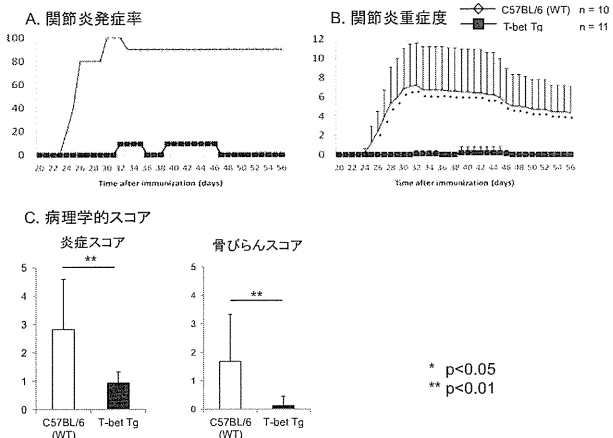 A. 関節炎発症率
B. 関節炎重症度
C57BL/6 (WT) n = 10
T-bet Tg n = 11
100
80
60
40
20
0
20 22 24 26 28 30 32 34 36 38 40 42 44 46 48 50 52 54 56
Time after immunization (days)
12
10
8
6
4
2
0
20 22 24 26 28 30 32 34 36 38 40 42 44 46 48 50 52 54 56
Time after immunization (days)
C. 病理学的スコア
炎症スコア
5
4
3
2
1
0
**
C57BL/6
(WT)
T-bet Tg
骨びらんスコア
5
4
3
2
1
0
**
C57BL/6
(WT)
T-bet Tg
* p<0.05
** p<0.01